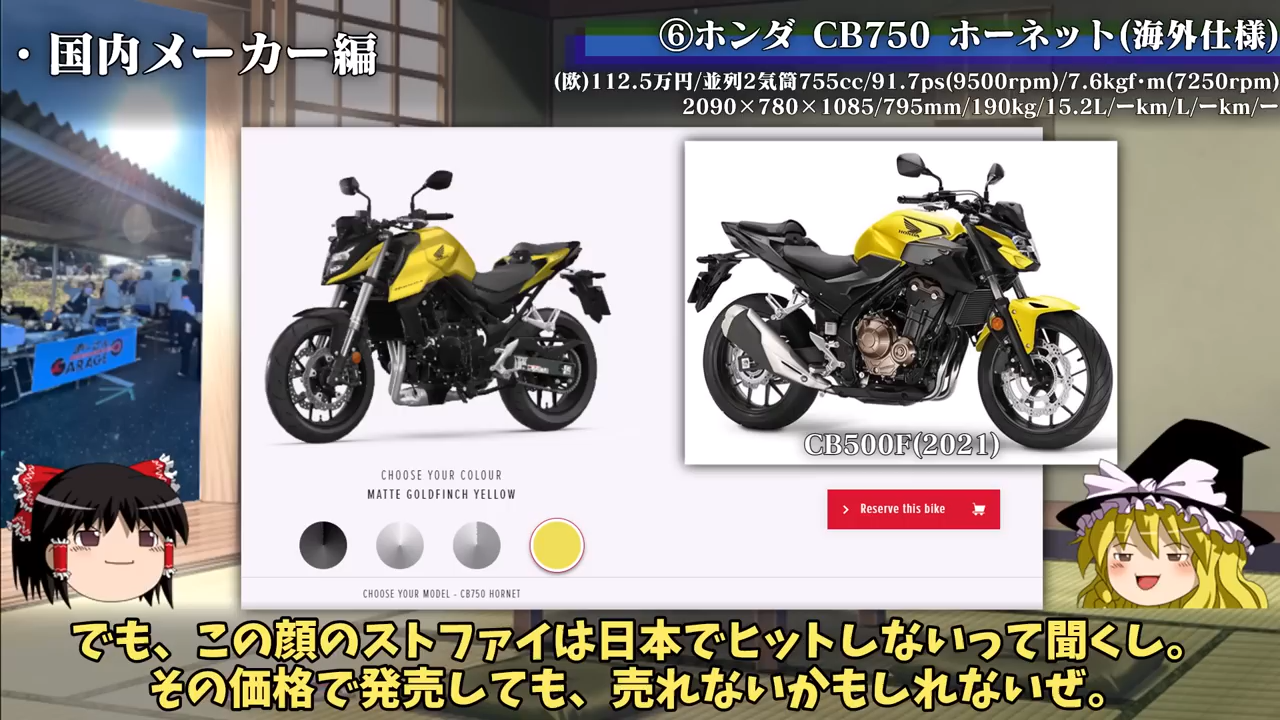 ・国内メーカー編
⑥ホンダ CB750 ホーネット(海外仕様)
(欧)112.5万円/並列2気筒755cc/91.7ps(9500rpm)/7.6kgf·m(7250rpm)
2090×780×1085/795mm/190kg/15.2L/ーkm/L/ーkm/ー
HONDA
CB500F(2021)
GARAGE
CHOOSE YOUR COLOUR
MATTE GOLDFINCH YELLOW
Reserve this bike
CHOOSE YOUR MODEL - CB750 HORNET
でも、この顔のストファイは日本でヒットしないって聞くし。
その価格で発売しても、売れないかもしれないぜ。